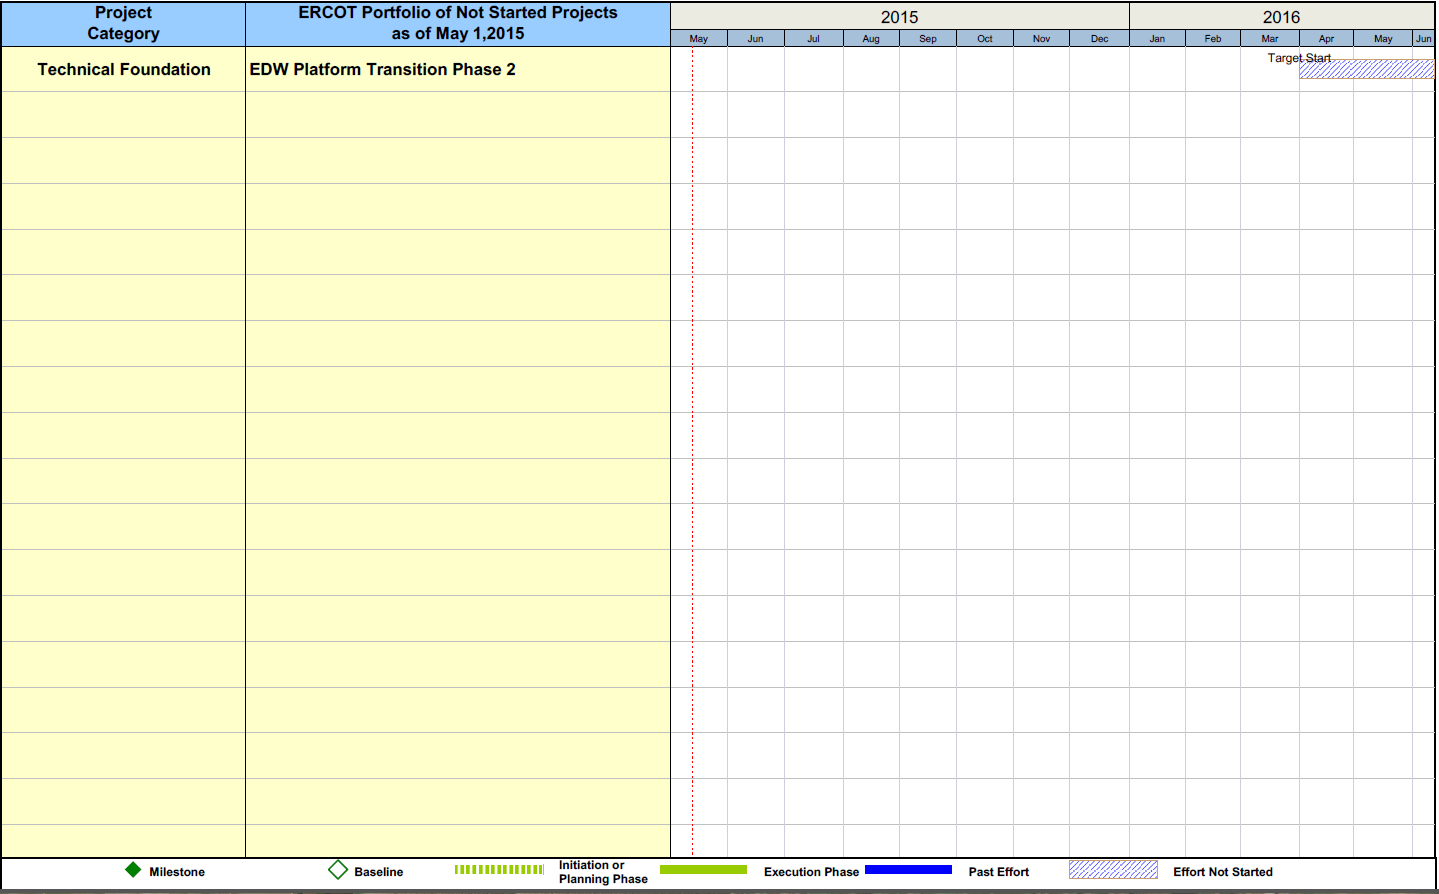 Project
Category
ERCOT Portfolio of Not Started Projects
as of May 1,2015
2015
2016
May Jun Jul Aug Sep Oct Nov Dec Jan Feb Mar Apr May Jun
Target Start
Technical Foundation
EDW Platform Transition Phase 2
Milestone
Baseline
Initiation or
Planning Phase
Execution Phase
Past Effort
Effort Not Started